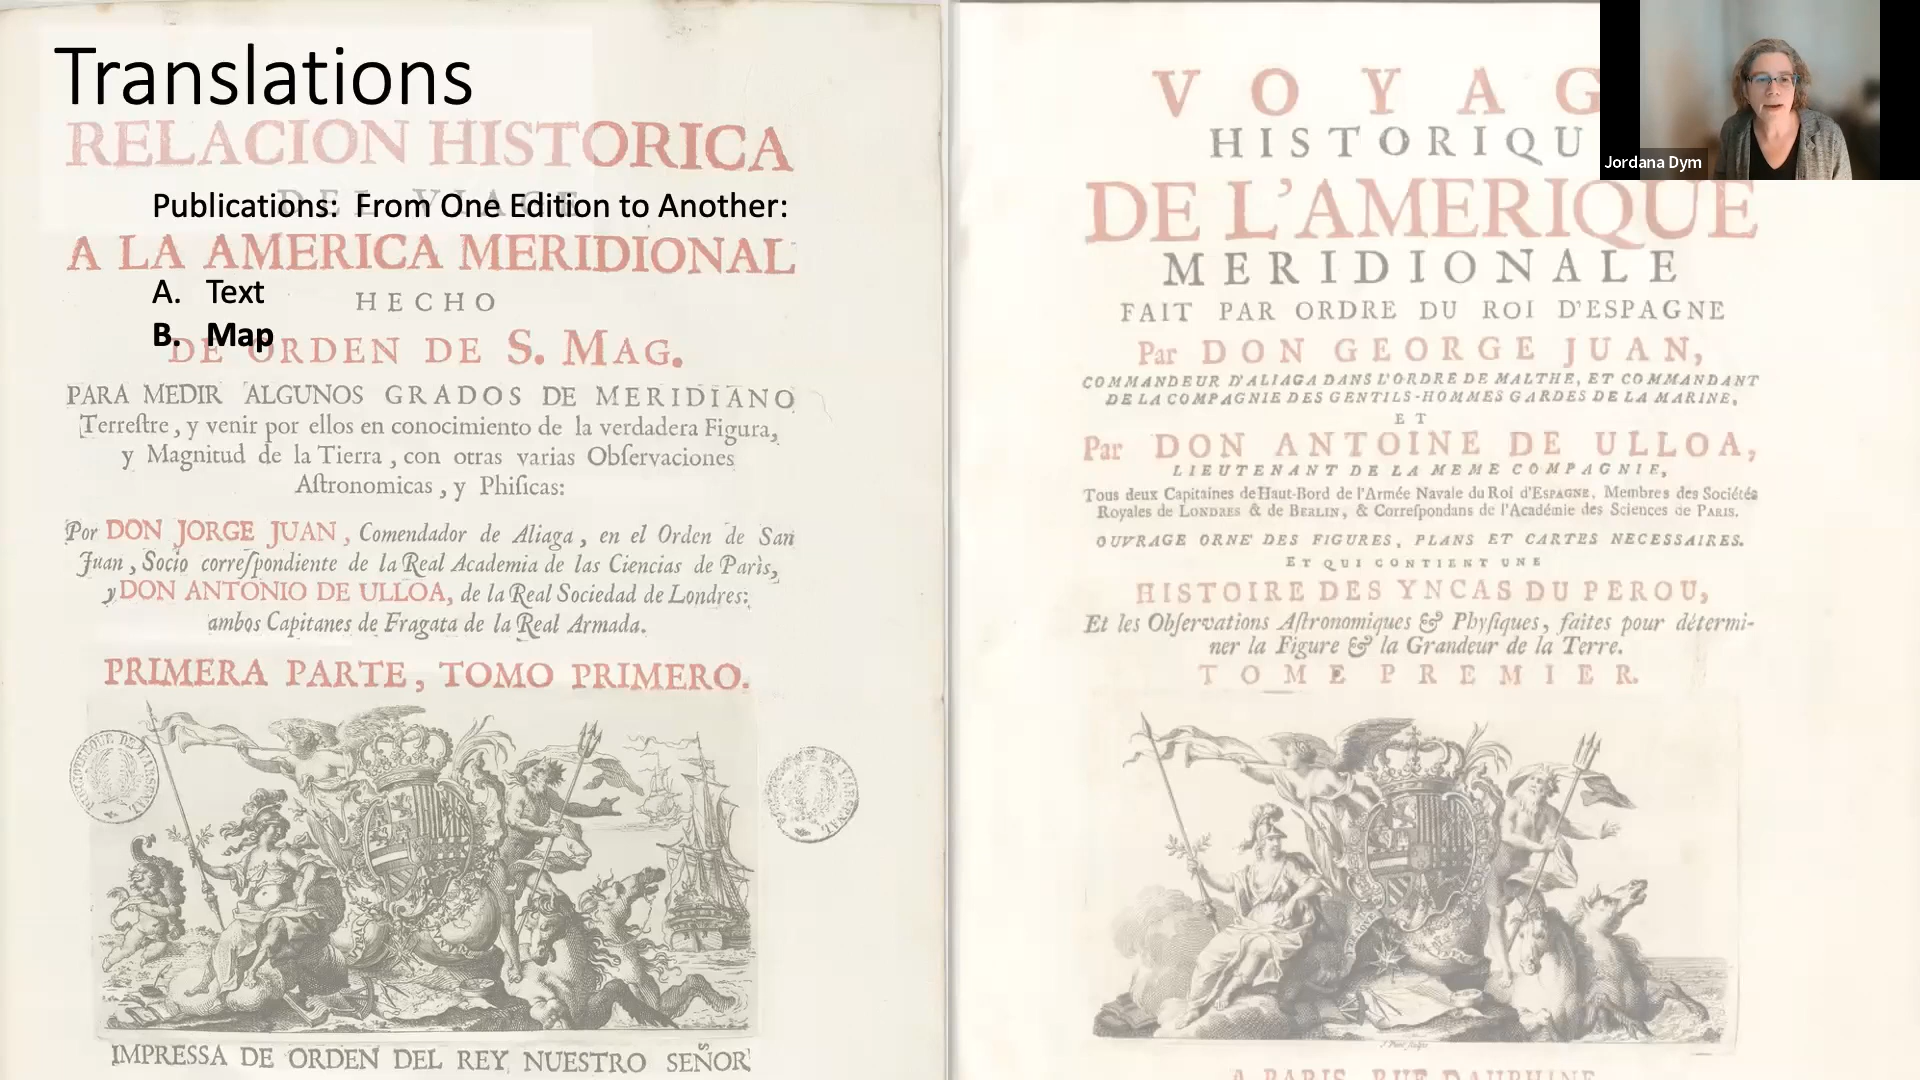 Translations
RELACION HISTORICA
DEL VIAGE
Publications: From One Edition to Another:
A LA AMERICA MERIDIONAL
A. Text
HECHO
B. Map
DE ORDEN DE S. MAG.
PARA MEDIR ALGUNOS GRADOS DE MERIDIANO
Terreſtre, y venir por ellos en conocimiento de la verdadera Figura,
y Magnitud de la Tierra, con otras varias Obſervaciones
Aſtronomicas, y Phiſicas:
Por DON JORGE JUAN, Comendador de Aliaga, en el Orden de San
Juan, Socio correſpondiente de la Real Academia de las Ciencias de Parìs,
y DON ANTONIO DE ULLOA, de la Real Sociedad de Londres:
ambos Capitanes de Fragata de la Real Armada.
PRIMERA PARTE, TOMO PRIMERO.
IMPRESSA DE ORDEN DEL REY NUESTRO SEÑOR
VOYAG
HISTORIQU
DE L'AMERIQUE
MERIDIONALE
FAIT PAR ORDRE DU ROI D'ESPAGNE
Par DON GEORGE JUAN,
COMMANDEUR D'ALIAGA DANS L'ORDRE DE MALTHE, ET COMMANDANT
DE LA COMPAGNIE DES GENTILS-HOMMES GARDES DE LA MARINE,
ET
Par DON ANTOINE DE ULLOA,
LIEUTENANT DE LA MEME COMPAGNIE,
Tous deux Capitaines de Haut-Bord de l'Armée Navale du Roi d'ESPAGNE, Membres des Sociétés
Royales de LONDRES & de BERLIN, & Correſpondans de l'Académie des Sciences de PARIS.
OUVRAGE ORNE' DES FIGURES, PLANS ET CARTES NECESSAIRES.
ET QUI CONTIENT UNE
HISTOIRE DES YNCAS DU PEROU,
Et les Obſervations Aſtronomiques & Phyſiques, faites pour détermi-
ner la Figure & la Grandeur de la Terre.
TOME PREMIER.
A PARIS, RUE DAUPHINE
Jordana Dym